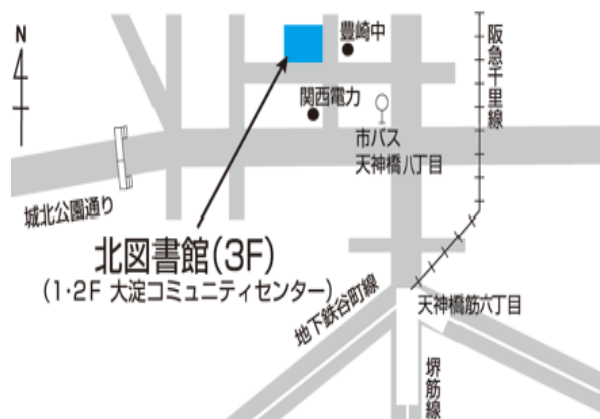 N
豊崎中
阪急千里線
関西電力
市バス
天神橋八丁目
城北公園通り
北図書館(3F)
(1・2F 大淀コミュニティセンター)
地下鉄谷町線
天神橋筋六丁目
堺筋線